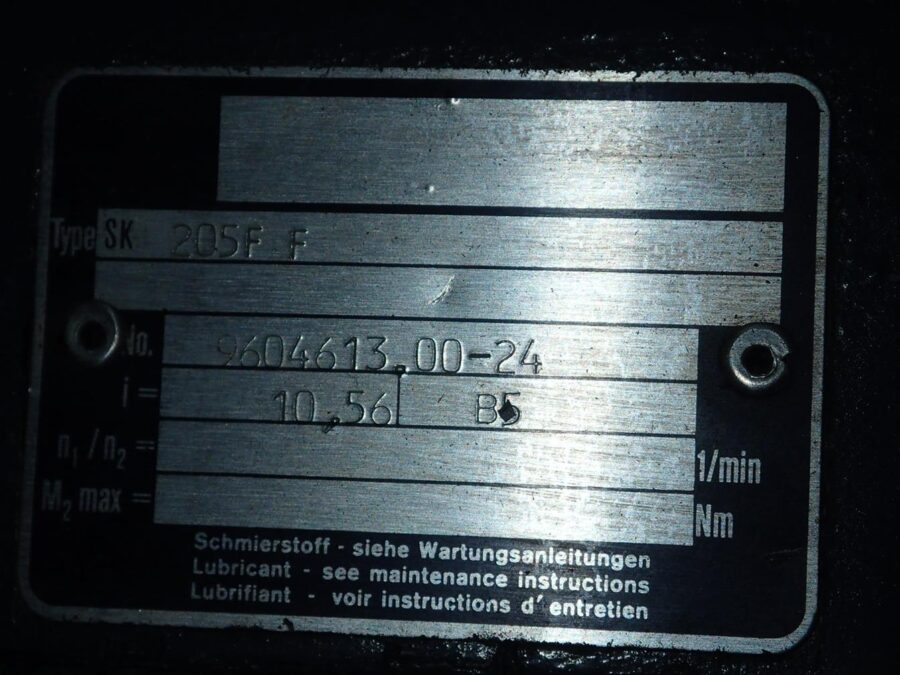 Type SK 205F F
No. 9604613.00-24
i = 10.56 B5
n₁/n₂ = 1/min
M₂ max = Nm
Schmierstoff - siehe Wartungsanleitungen
Lubricant - see maintenance instructions
Lubrifiant - voir instructions d'entretien